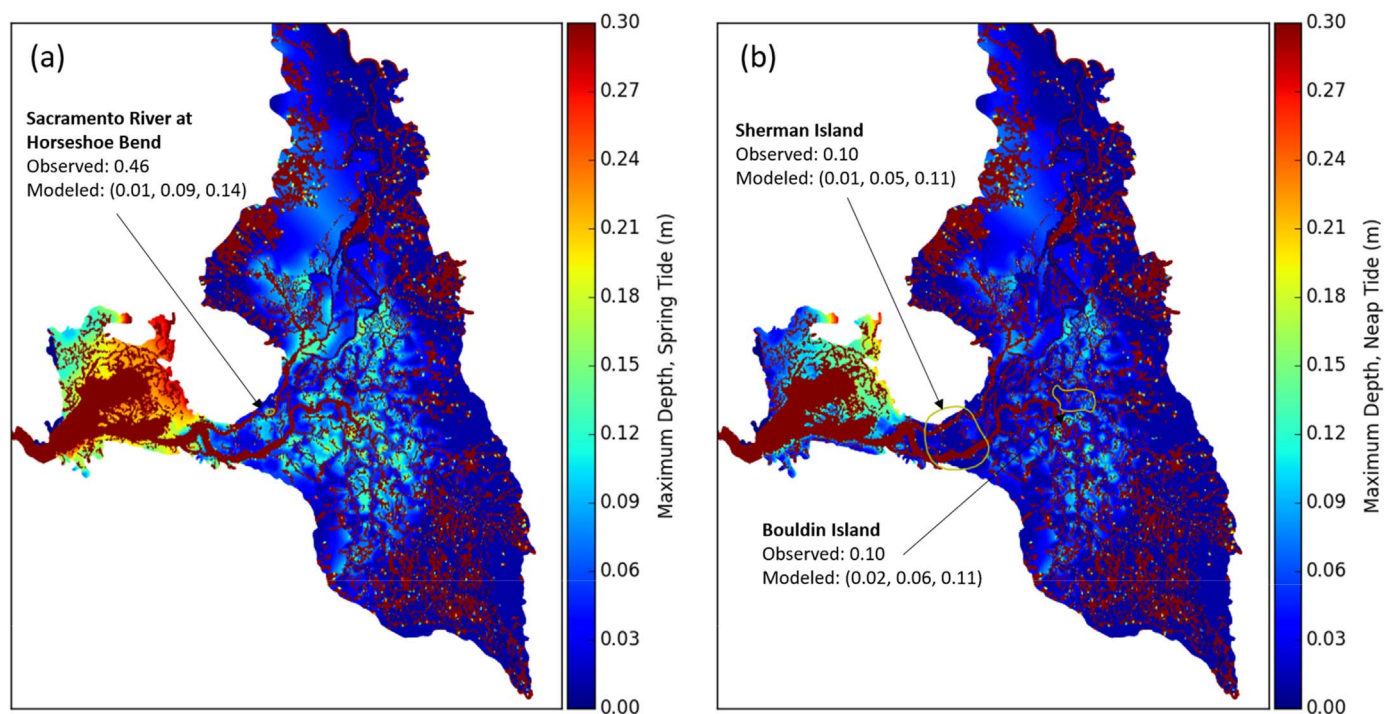 (a)
Sacramento River at
Horseshoe Bend
Observed: 0.46
Modeled: (0.01, 0.09, 0.14)
0.30
0.27
0.24
0.21
0.18
0.15
0.12
0.09
0.06
0.03
0.00
Maximum Depth, Spring Tide (m)
(b)
Sherman Island
Observed: 0.10
Modeled: (0.01, 0.05, 0.11)
Bouldin Island
Observed: 0.10
Modeled: (0.02, 0.06, 0.11)
0.30
0.27
0.24
0.21
0.18
0.15
0.12
0.09
0.06
0.03
0.00
Maximum Depth, Neap Tide (m)